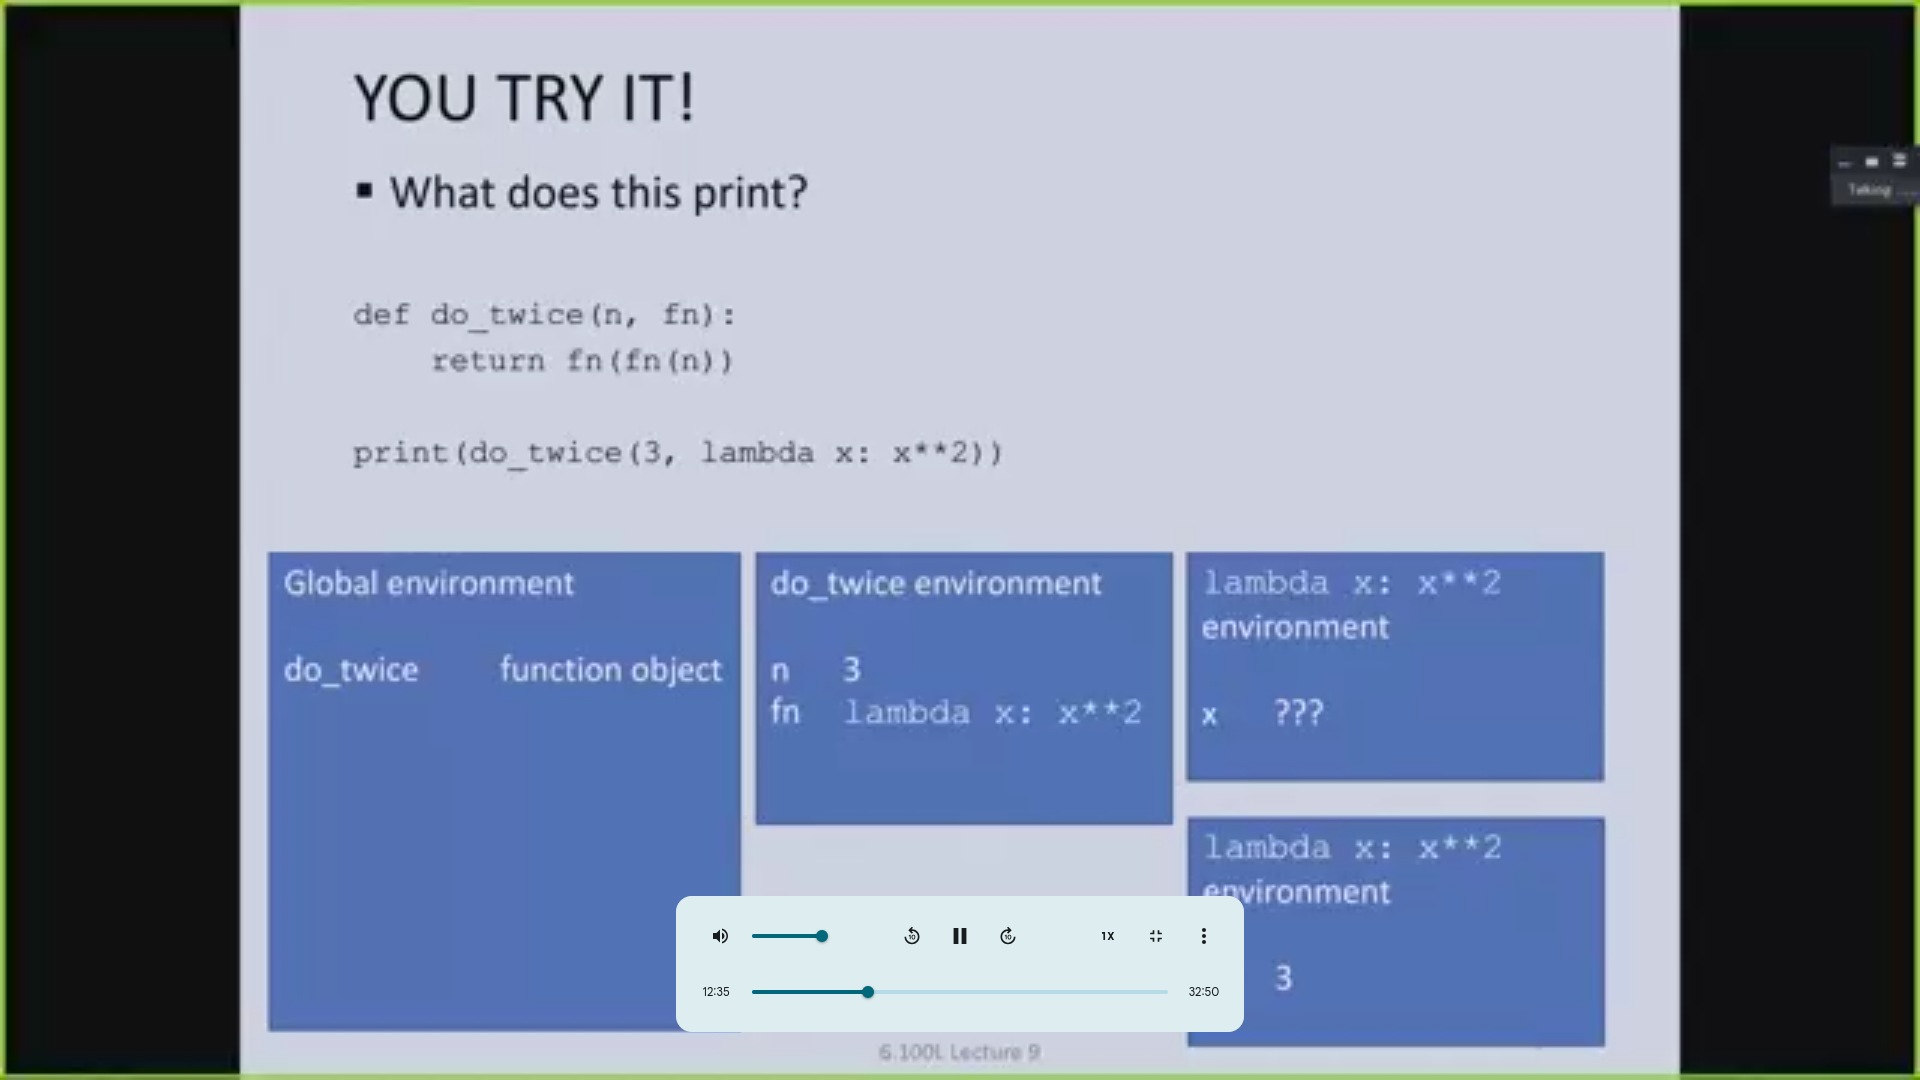 YOU TRY IT!
▪ What does this print?
def do_twice(n, fn):
    return fn(fn(n))
print(do_twice(3, lambda x: x**2))
Global environment
do_twice function object
do_twice environment
n 3
fn lambda x: x**2
lambda x: x**2
environment
x ???
lambda x: x**2
environment
3
1X
12:35
32:50
6.100L Lecture 9